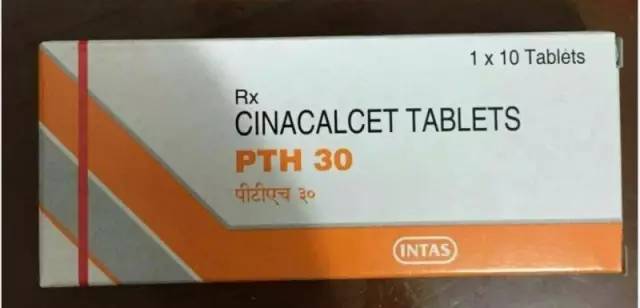 1 x 10 Tablets
Rx
CINACALCET TABLETS
PTH 30
पीटीएच ३०
INTAS